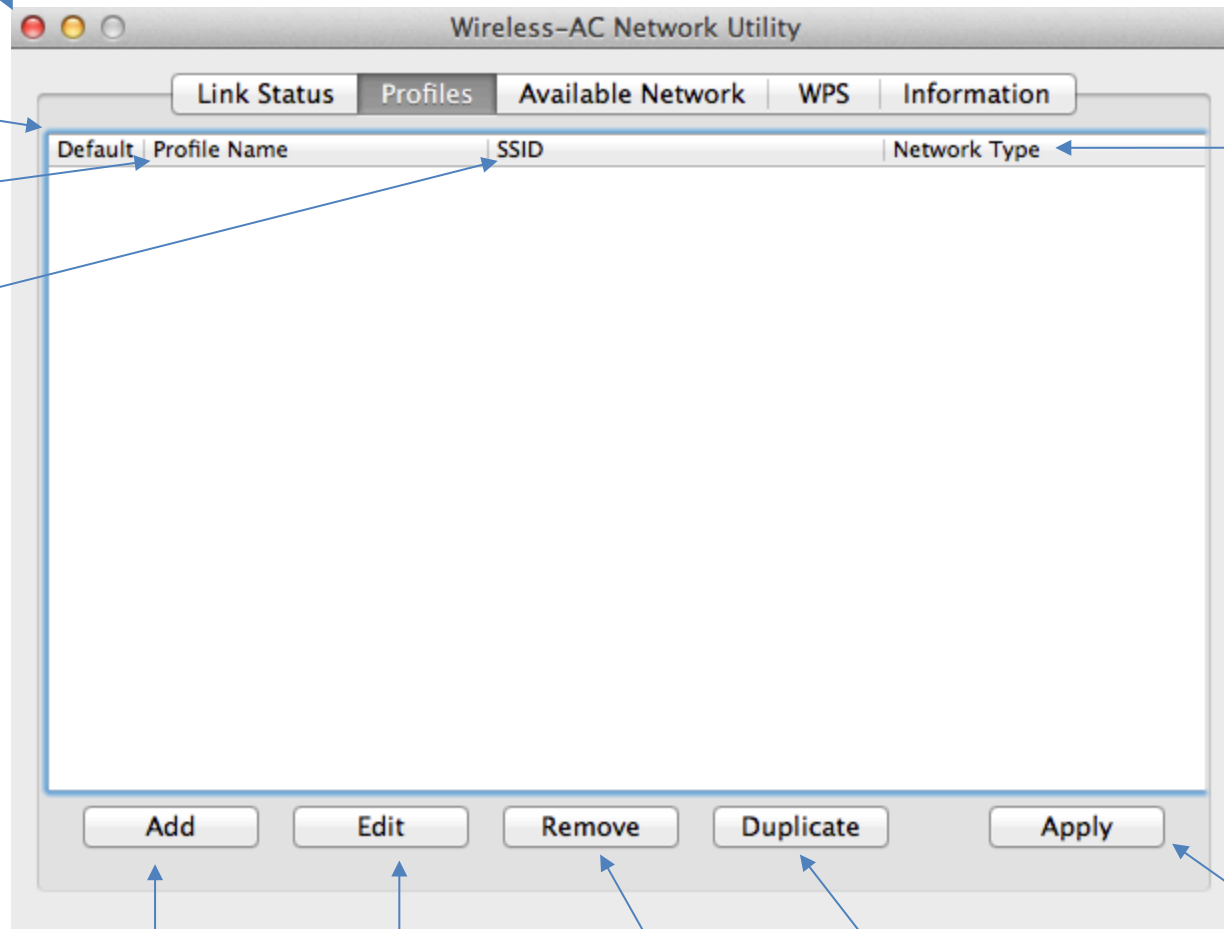 Wireless-AC Network Utility
Link Status Profiles Available Network WPS Information
Default Profile Name SSID Network Type
Add Edit Remove Duplicate Apply